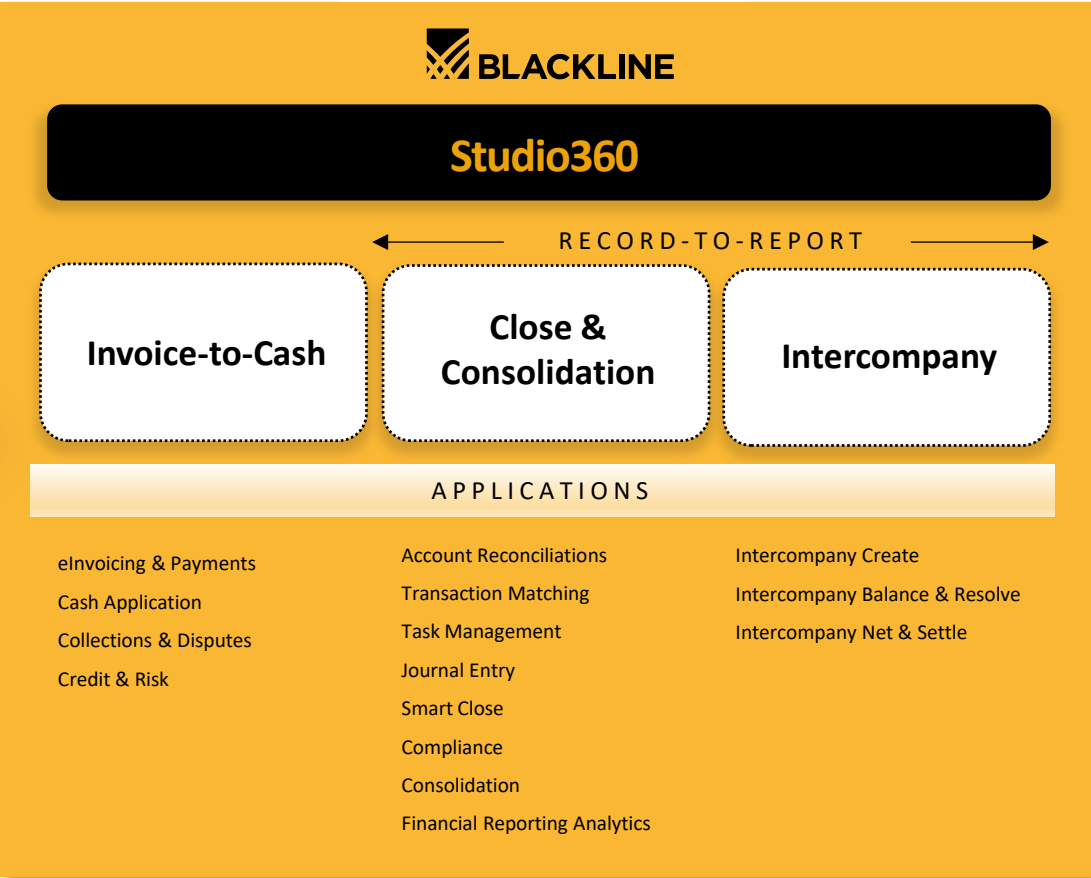 BLACKLINE
Studio360
RECORD-TO-REPORT
Invoice-to-Cash
Close &
Consolidation
Intercompany
APPLICATIONS
eInvoicing & Payments
Cash Application
Collections & Disputes
Credit & Risk
Account Reconciliations
Transaction Matching
Task Management
Journal Entry
Smart Close
Compliance
Consolidation
Financial Reporting Analytics
Intercompany Create
Intercompany Balance & Resolve
Intercompany Net & Settle